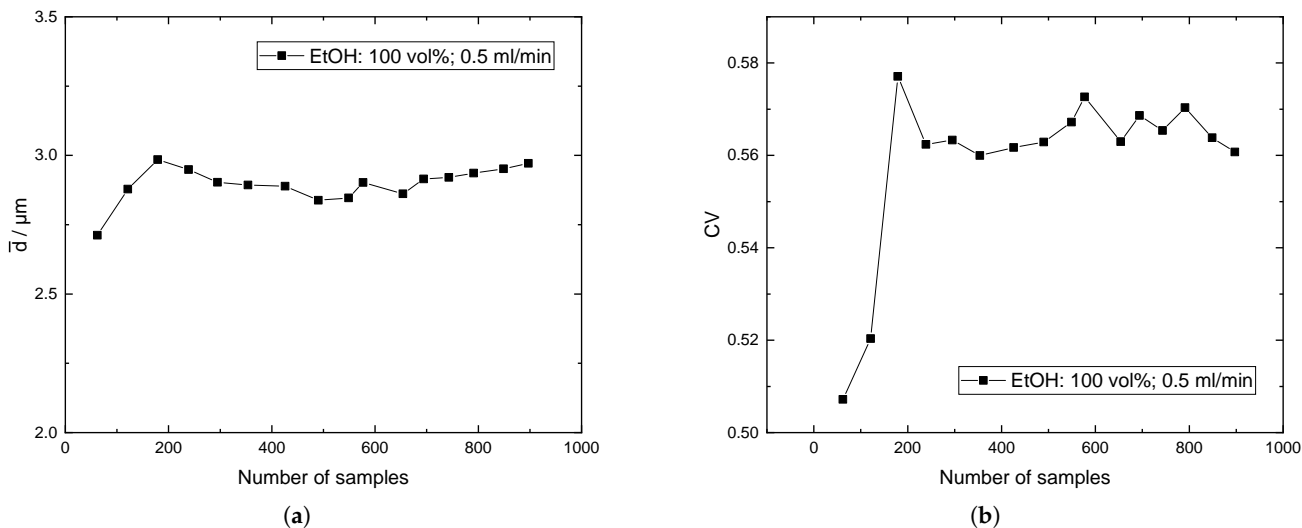 3.5
3.0
2.5
2.0
d̅ / µm
EtOH: 100 vol%; 0.5 ml/min
0 200 400 600 800 1000
Number of samples
(a)
0.58
0.56
0.54
0.52
0.50
CV
EtOH: 100 vol%; 0.5 ml/min
0 200 400 600 800 1000
Number of samples
(b)